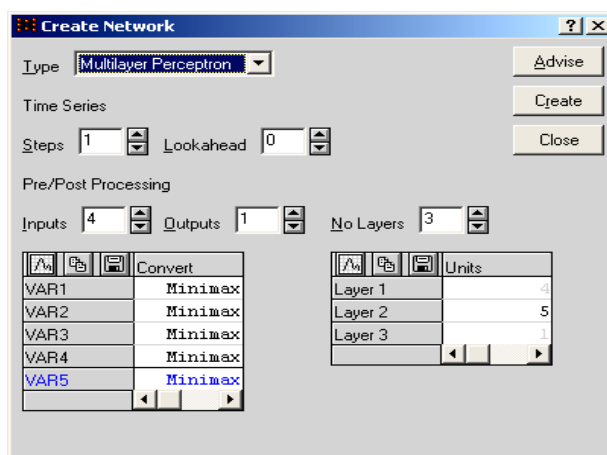 Create Network
Type Multilayer Perceptron
Advise
Time Series
Create
Steps 1 Lookahead 0
Close
Pre/Post Processing
Inputs 4 Outputs 1 No Layers 3
Convert
VAR1 Minimax
VAR2 Minimax
VAR3 Minimax
VAR4 Minimax
VAR5 Minimax
Units
Layer 1 4
Layer 2 5
Layer 3 1